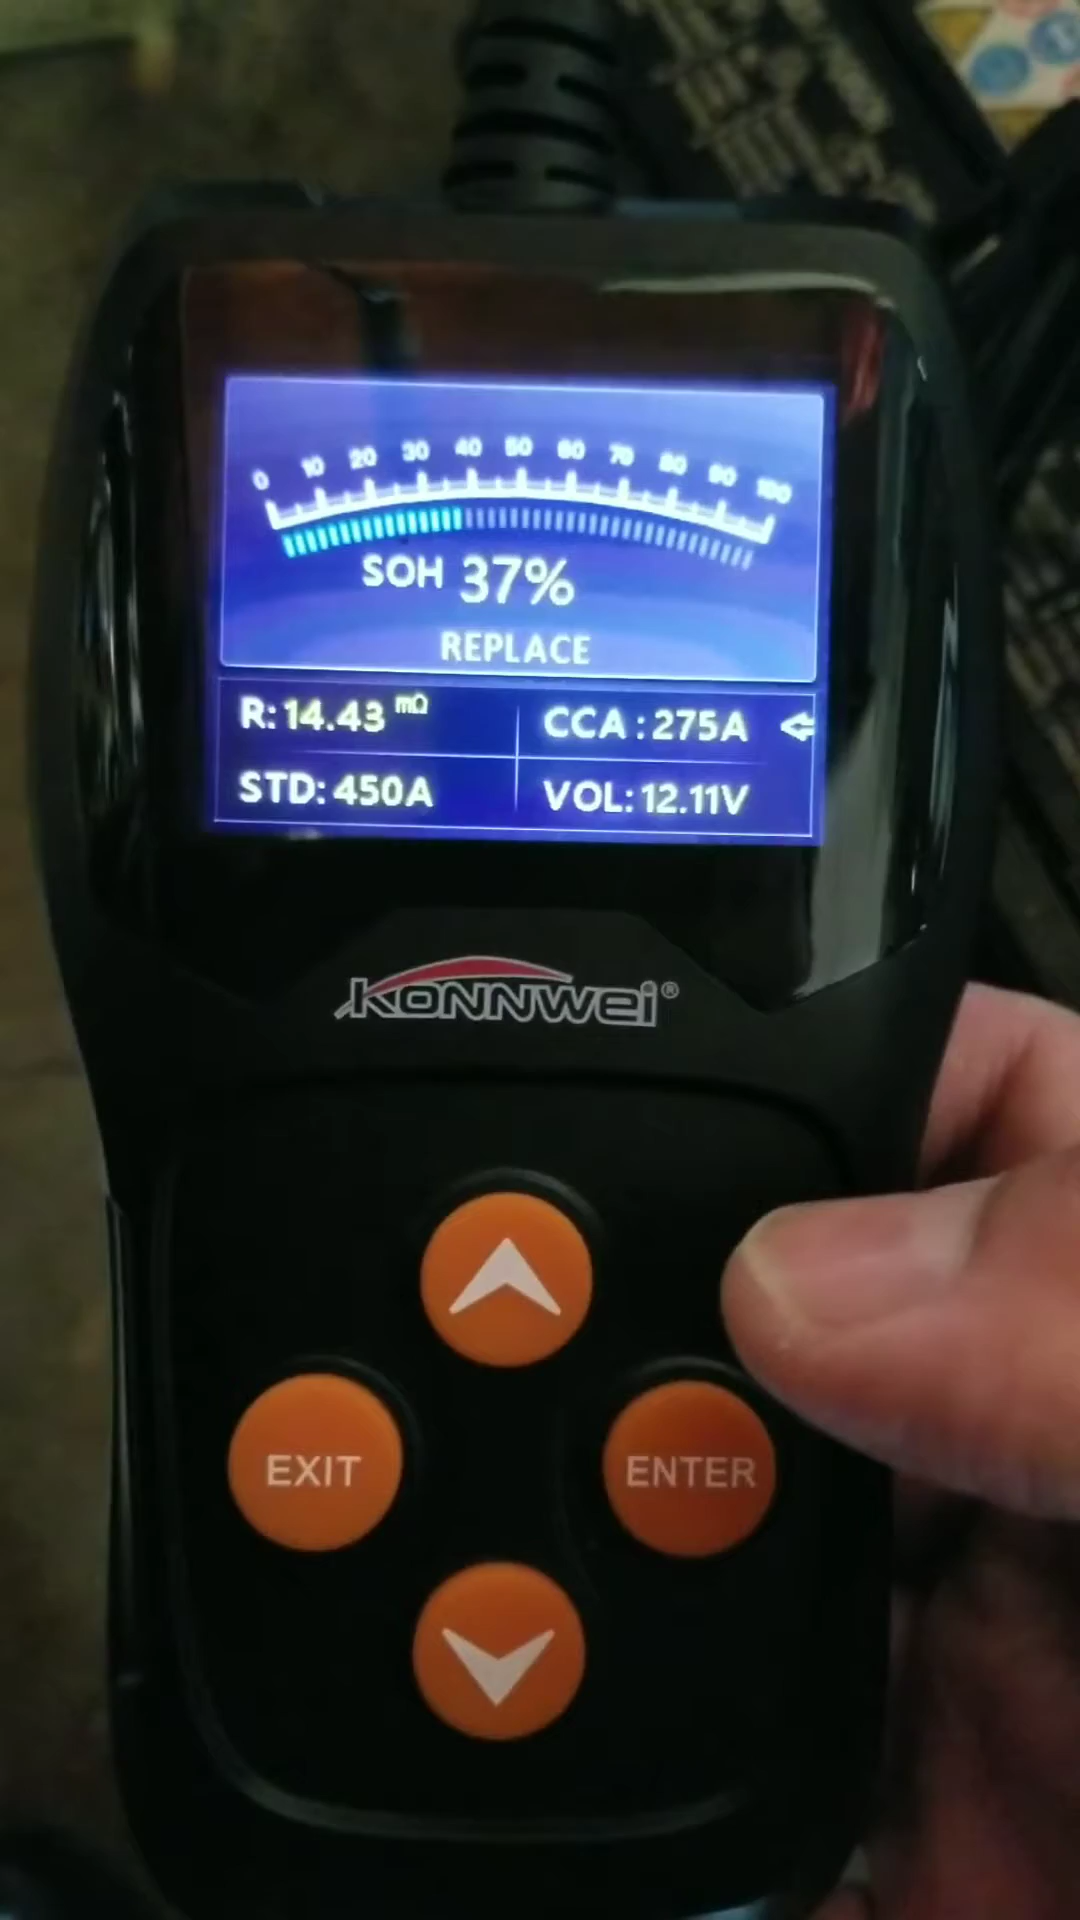 0 10 20 30 40 50 60 70 80 90 100
SOH 37%
REPLACE
R: 14.43 mΩ
CCA : 275A
STD: 450A
VOL: 12.11V
KONNWEI®
EXIT
ENTER